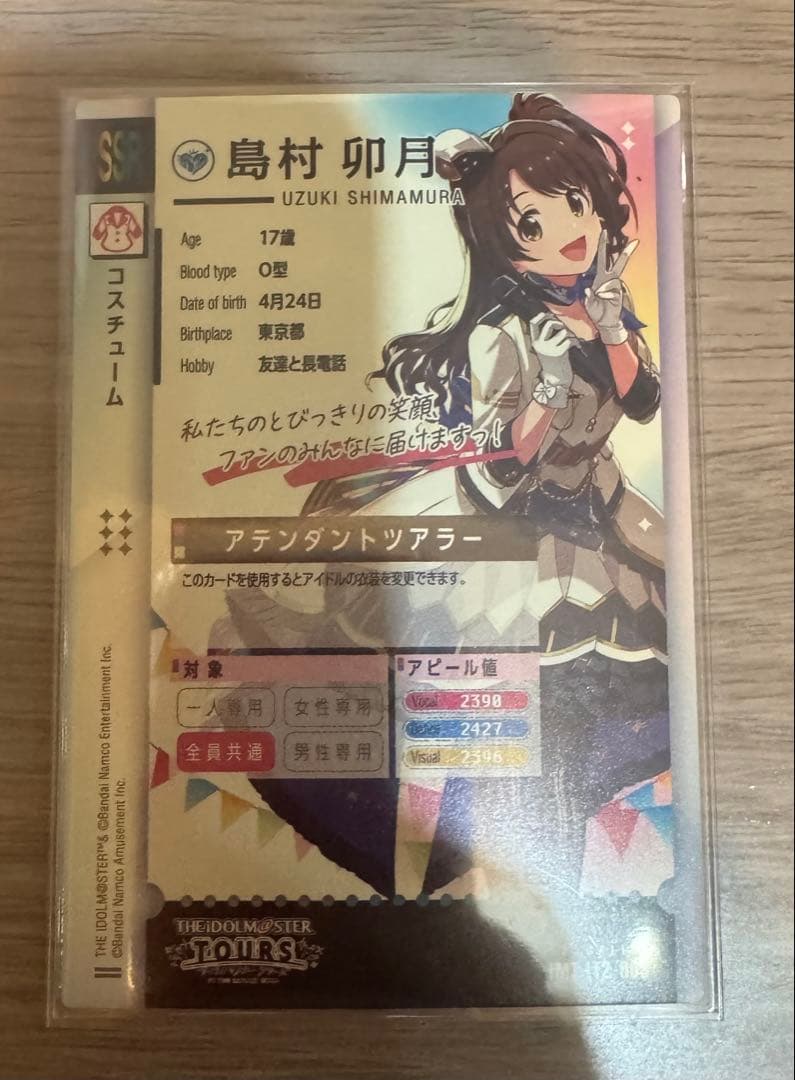 SSR
コスチューム
島村 卯月
UZUKI SHIMAMURA
Age 17歳
Blood type O型
Date of birth 4月24日
Birthplace 東京都
Hobby 友達と長電話
私たちのとびっきりの笑顔、
ファンのみんなに届けますっ!
アテンダントツアラー
このカードを使用するとアイドルの衣装を変更できます。
対象
一人専用 女性専用
全員共通 男性専用
アピール値
Vocal 2390
Dance 2427
Visual 2396
THE IDOLM@STER™& ©Bandai Namco Entertainment Inc.
©Bandai Namco Amusement Inc.
THE iDOLM@STER
TOURS